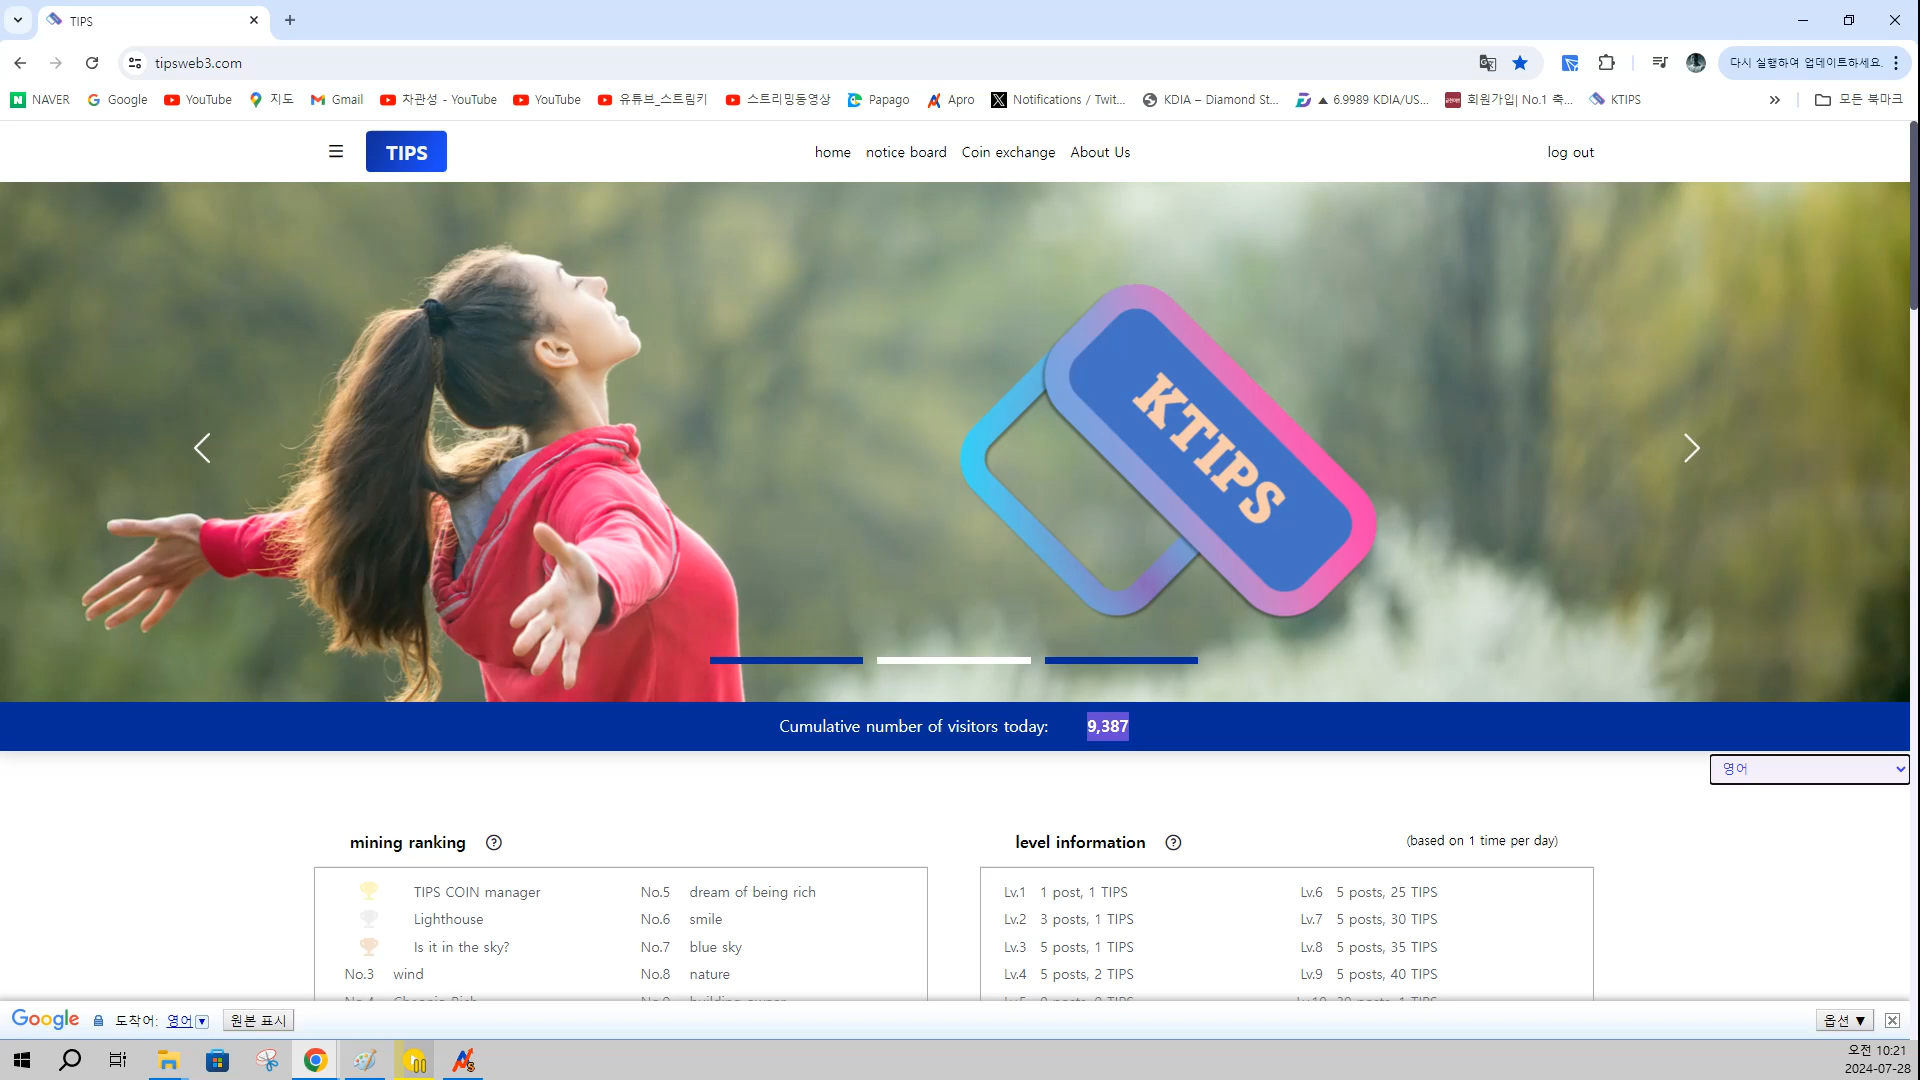 TIPS
tipsweb3.com
다시 실행하여 업데이트하세요.
NAVER
Google
YouTube
지도
Gmail
차관성 - YouTube
YouTube
유튜브_스트림키
스트리밍동영상
Papago
Apro
Notifications / Twit...
KDIA – Diamond St...
▲ 6.9989 KDIA/US...
회원가입| No.1 축...
KTIPS
모든 북마크
TIPS
home
notice board
Coin exchange
About Us
log out
KTIPS
Cumulative number of visitors today: 9,387
영어
mining ranking
TIPS COIN manager
Lighthouse
Is it in the sky?
No.3 wind
No.5 dream of being rich
No.6 smile
No.7 blue sky
No.8 nature
level information
(based on 1 time per day)
Lv.1 1 post, 1 TIPS
Lv.2 3 posts, 1 TIPS
Lv.3 5 posts, 1 TIPS
Lv.4 5 posts, 2 TIPS
Lv.6 5 posts, 25 TIPS
Lv.7 5 posts, 30 TIPS
Lv.8 5 posts, 35 TIPS
Lv.9 5 posts, 40 TIPS
Google 도착어: 영어 ▼ 원본 표시
옵션 ▼
오전 10:21
2024-07-28